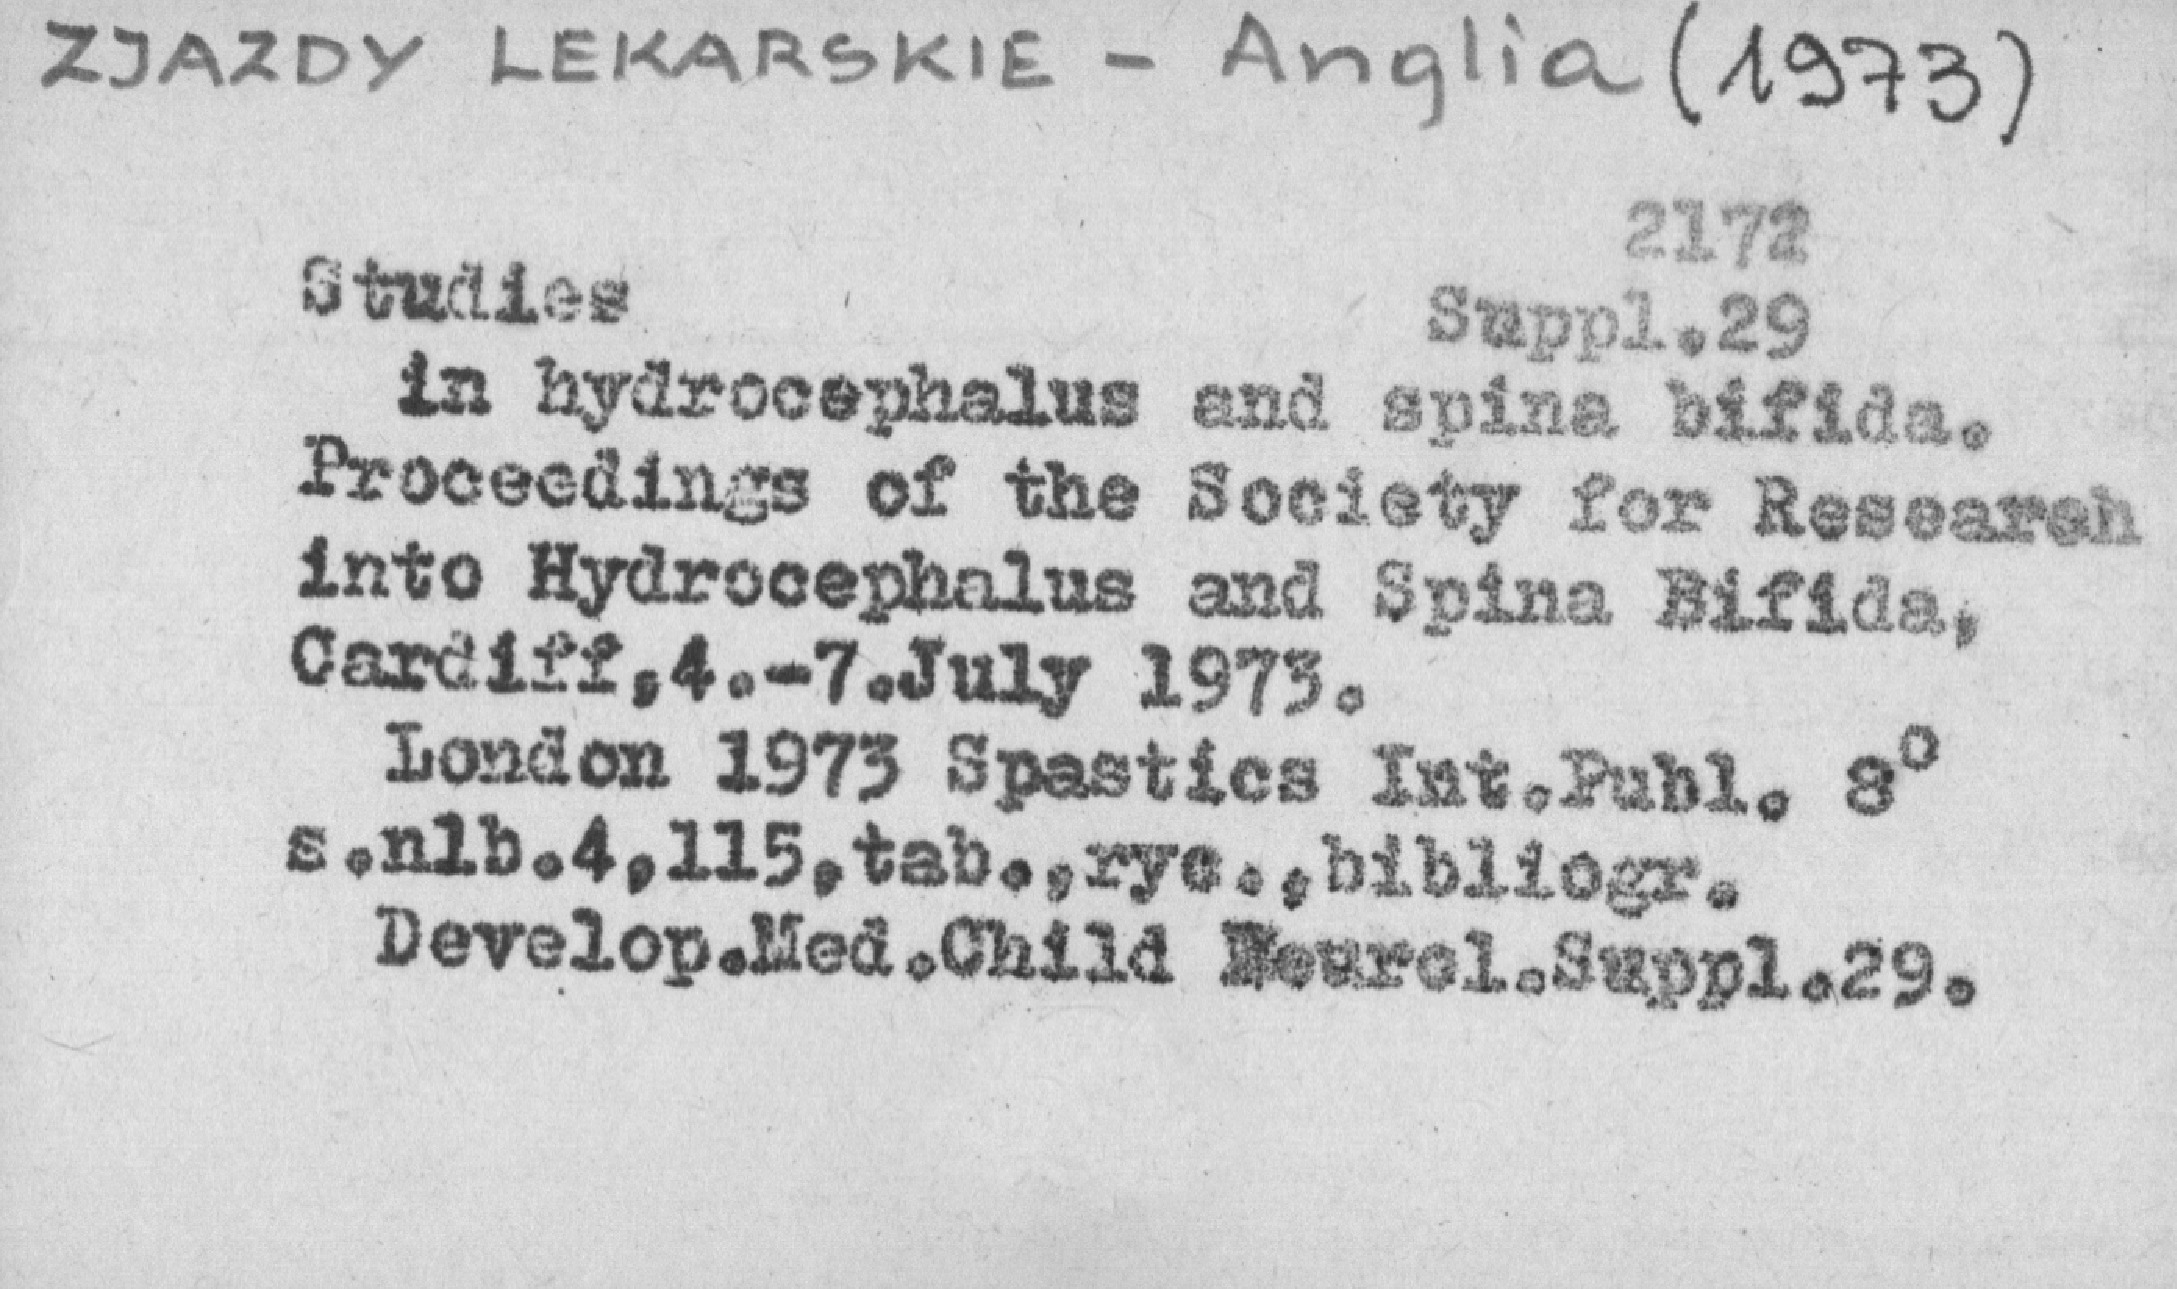 ZJAZDY LEKARSKIE - Anglia (1973)
2172
Studies
Suppl.29
in hydrocephalus and spina bifida.
Proceedings of the Society for Research
into Hydrocephalus and Spina Bifida,
Cardiff,4.-7.July 1973.
London 1973 Spastics Int.Publ. 8°
s.nlb.4,115,tab.,ryc.,bibliogr.
Develop.Med.Child Neurol.Suppl.29.